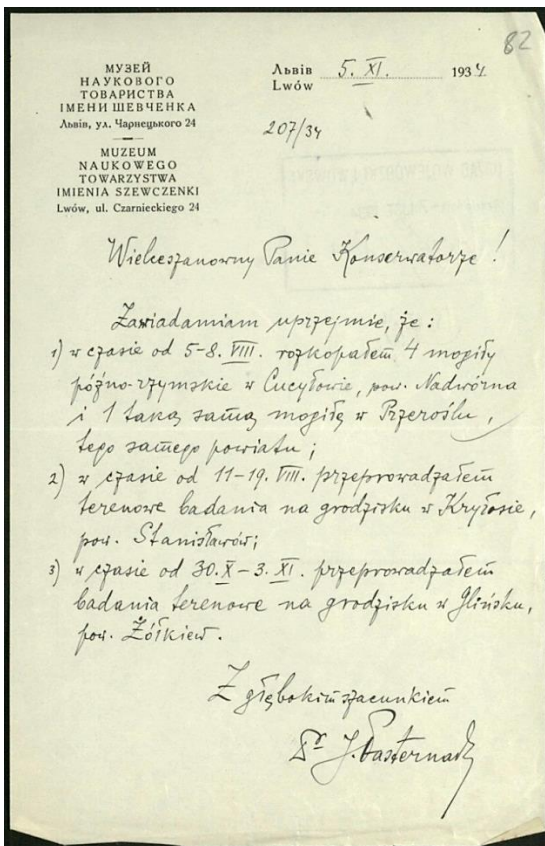 82
МУЗЕЙ
НАУКОВОГО
ТОВАРИСТВА
ІМЕНИ ШЕВЧЕНКА
Львів, ул. Чарнецького 24
MUZEUM
NAUKOWEGO
TOWARZYSTWA
IMIENIA SZEWCZENKI
Lwów, ul. Czarnieckiego 24
Львів 5. XI. 1934.
Lwów
207/34
Wielceszanowny Panie Konserwatorze!
Zawiadamiam uprzejmie, że:
1) w czasie od 5-8. VIII. rozkopałem 4 mogiły
późno-rzymskie w Cucyłowie, pow. Nadwórna
i 1 taką samą mogiłę w Przeroślu,
tego samego powiatu;
2) w czasie od 11-19. VIII. przeprowadzałem
terenowe badania na grodzisku w Kryłosie,
pow. Stanisławów;
3) w czasie od 30. X – 3. XI. przeprowadzałem
badania terenowe na grodzisku w Glińsku,
pow. Żółkiew.
Z głębokim szacunkiem
Dr J. Pasternak